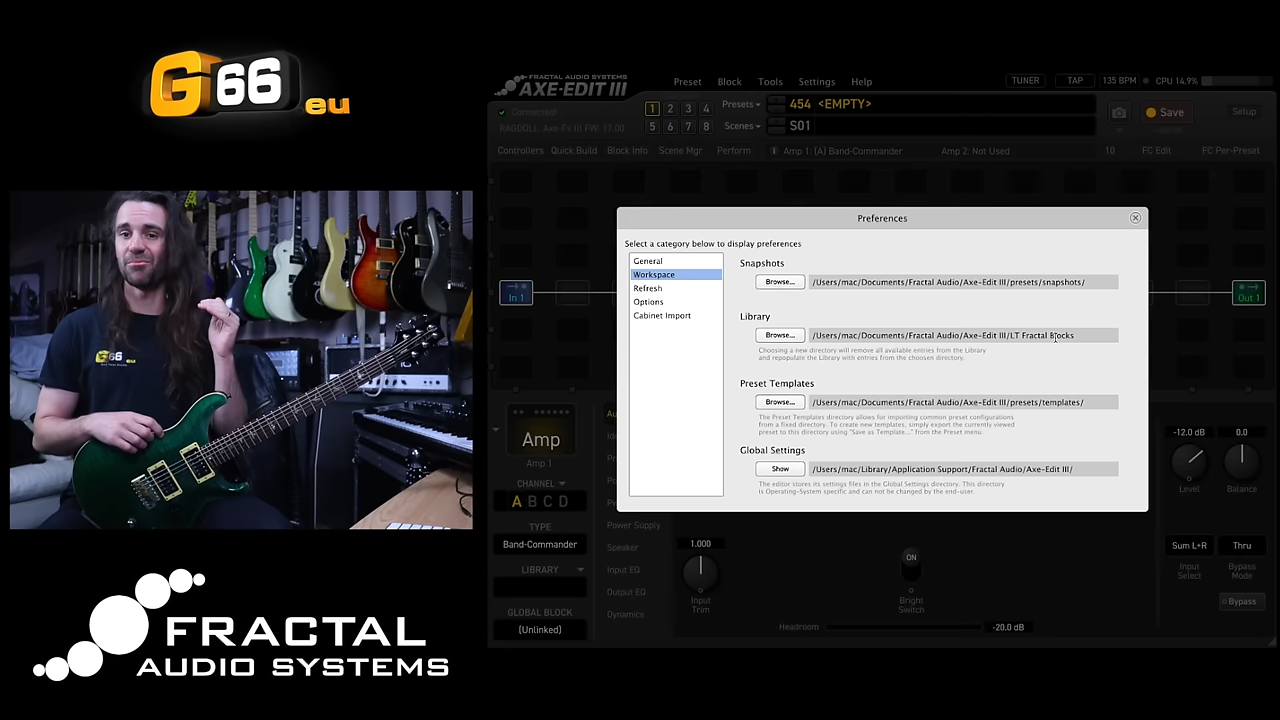 G66.eu
FRACTAL AUDIO SYSTEMS
AXE-EDIT III
Preset Block Tools Settings Help
TUNER TAP 135 BPM CPU 14.9%
Connected
RAGDOLL: Axe-Fx III FW: 17.00
1 2 3 4
5 6 7 8
Presets
454 <EMPTY>
Scenes
S01
Save
Setup
Controllers Quick Build Block Info Scene Mgr Perform
Amp 1: (A) Band-Commander Amp 2: Not Used
10 FC Edit FC Per-Preset
In 1
Out 1
Preferences
Select a category below to display preferences
General
Workspace
Refresh
Options
Cabinet Import
Snapshots
Browse... /Users/mac/Documents/Fractal Audio/Axe-Edit III/presets/snapshots/
Library
Browse... /Users/mac/Documents/Fractal Audio/Axe-Edit III/LT Fractal Blocks
Choosing a new directory will remove all available entries from the Library
and repopulate the Library with entries from the choosen directory.
Preset Templates
Browse... /Users/mac/Documents/Fractal Audio/Axe-Edit III/presets/templates/
The Preset Templates directory allows for importing common preset configurations
from a fixed directory. To create new templates, simply export the currently viewed
preset to this directory using "Save as Template..." from the Preset menu.
Global Settings
Show /Users/mac/Library/Application Support/Fractal Audio/Axe-Edit III/
The editor stores its settings files in the Global Settings directory. This directory
is Operating-System specific and can not be changed by the end-user.
Amp
Amp 1
CHANNEL
A B C D
TYPE
Band-Commander
LIBRARY
GLOBAL BLOCK
(Unlinked)
Power Supply
Speaker
Input EQ
Output EQ
Dynamics
1.000
Input
Trim
ON
Bright
Switch
Headroom -20.0 dB
-12.0 dB 0.0
Level Balance
Sum L+R Thru
Input
Select
Bypass
Mode
Bypass
G66
FRACTAL
AUDIO SYSTEMS